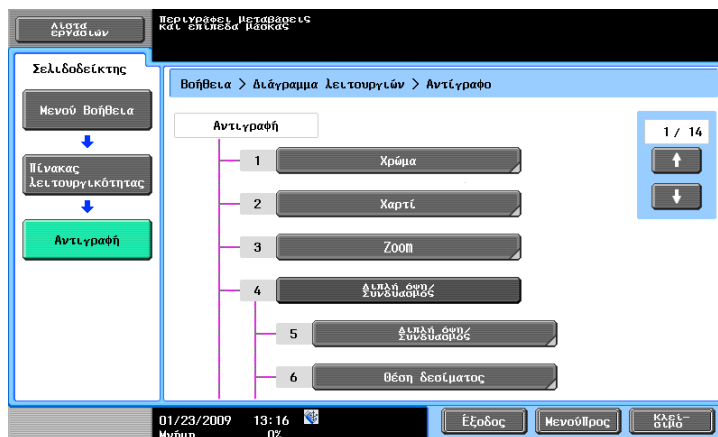 Λίστα
εργασιών
Περιγράφει μεταβάσεις
και επίπεδα μάσκας
Σελιδοδείκτης
Μενού Βοήθεια
Πίνακας
λειτουργικότητας
Αντιγραφή
Βοήθεια > Διάγραμμα λειτουργιών > Αντίγραφο
Αντιγραφή
1 / 14
1 Χρώμα
2 Χαρτί
3 Zoom
4 Διπλή όψη/
Συνδυασμός
5 Διπλή όψη/
Συνδυασμός
6 Θέση δεσίματος
01/23/2009 13:16
Μνήμη 0%
Έξοδος
ΜενούΠρος
Κλεί-
σιμο